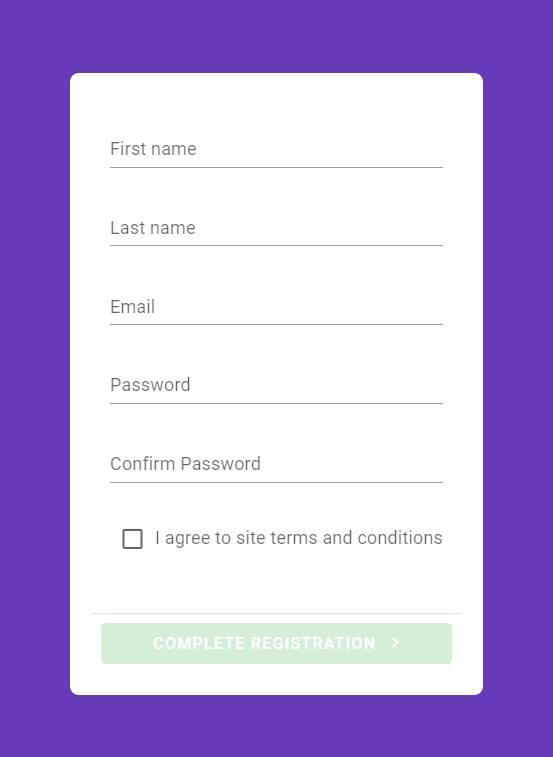 First name
Last name
Email
Password
Confirm Password
I agree to site terms and conditions
COMPLETE REGISTRATION